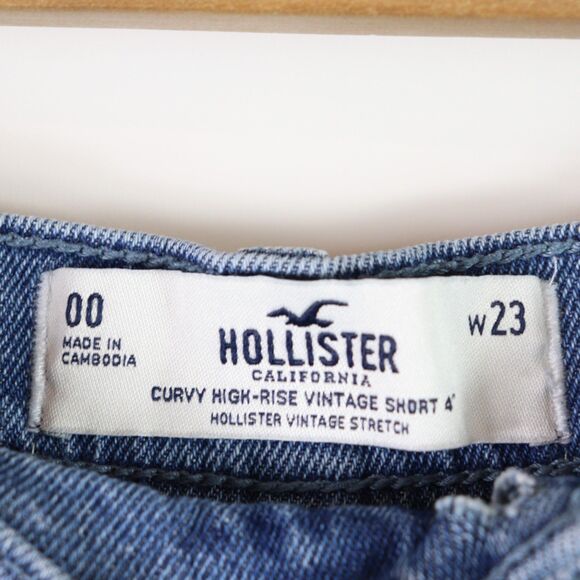 00
MADE IN
CAMBODIA
HOLLISTER
CALIFORNIA
CURVY HIGH-RISE VINTAGE SHORT 4"
HOLLISTER VINTAGE STRETCH
W23